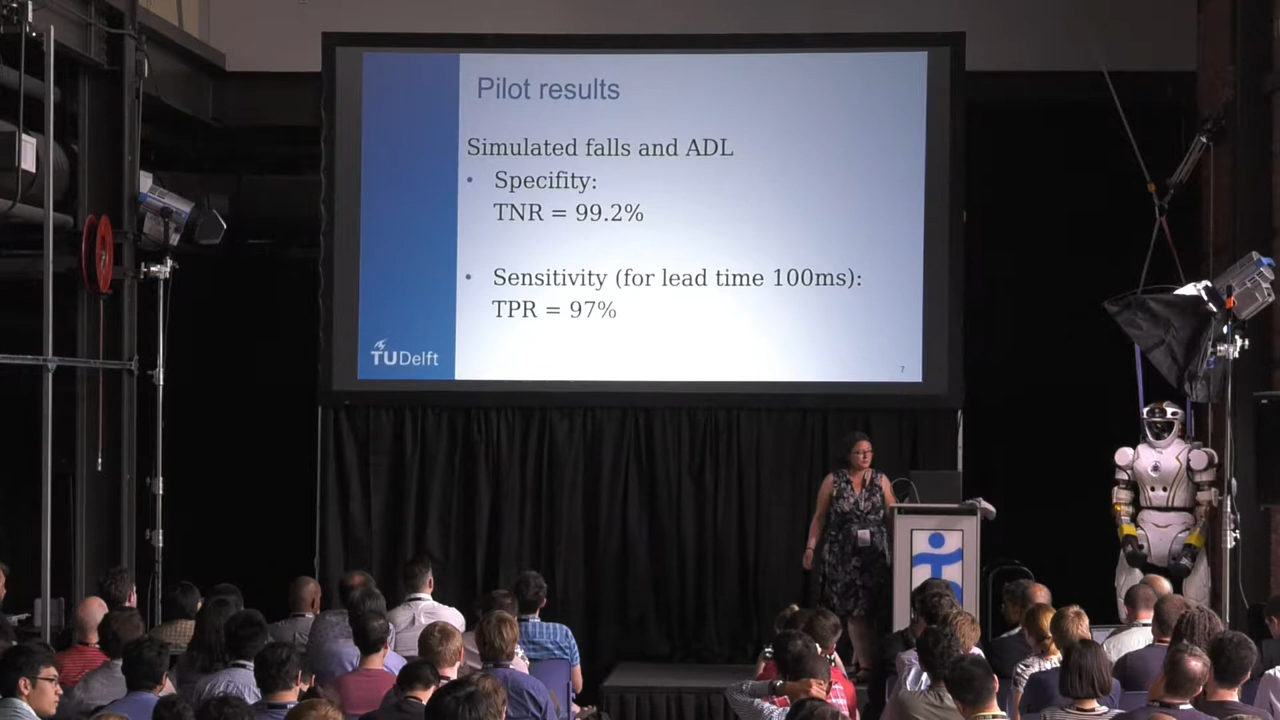 Pilot results
Simulated falls and ADL
• Specifity:
TNR = 99.2%
• Sensitivity (for lead time 100ms):
TPR = 97%
TUDelft
7